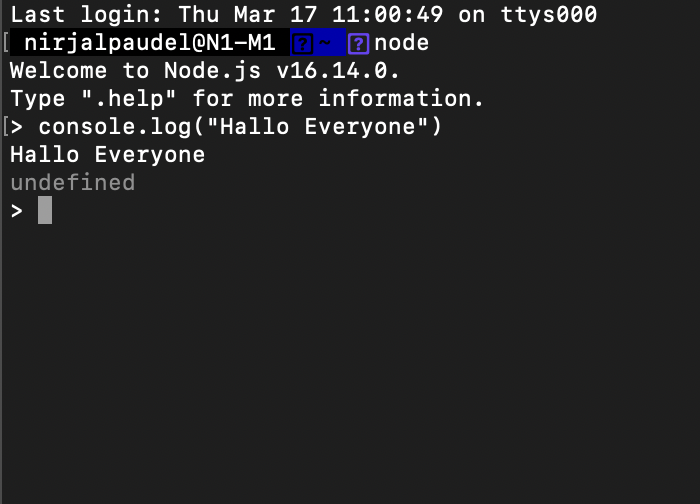 Last login: Thu Mar 17 11:00:49 on ttys000
[ nirjalpaudel@N1-M1 ? ~ ? node
Welcome to Node.js v16.14.0.
Type ".help" for more information.
[> console.log("Hallo Everyone")
Hallo Everyone
undefined
>